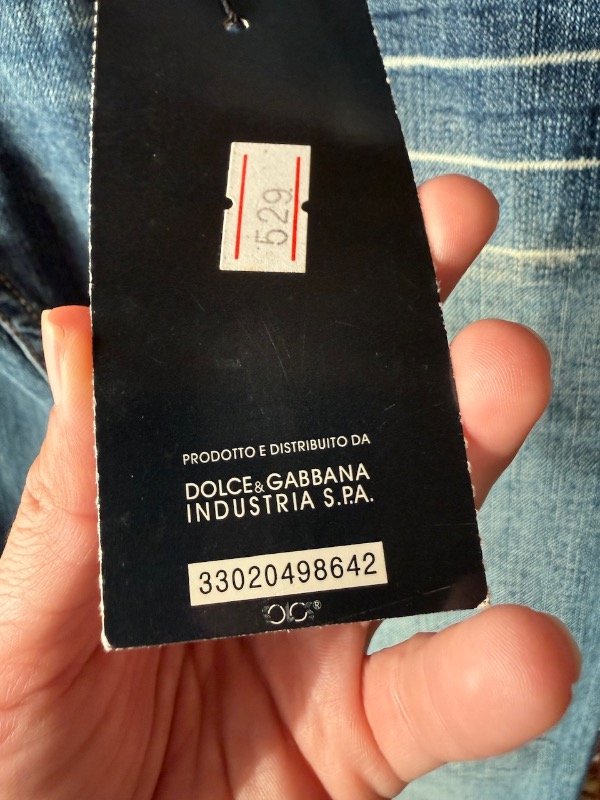 529.
PRODOTTO E DISTRIBUITO DA
DOLCE&GABBANA
INDUSTRIA S.P.A.
33020498642